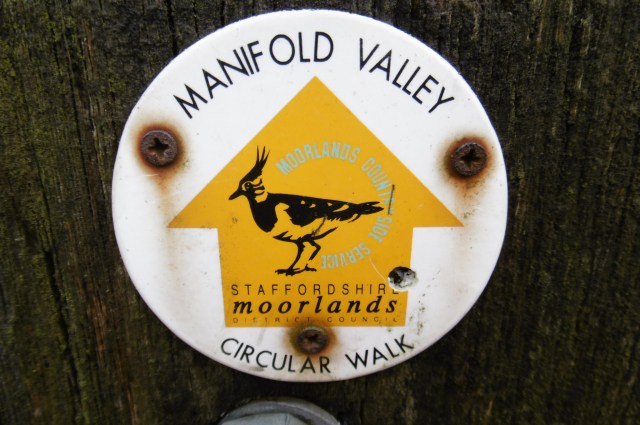 MANIFOLD VALLEY
MOORLANDS COUNTRYSIDE SERVICE
STAFFORDSHIRE
moorlands
DISTRICT COUNCIL
CIRCULAR WALK